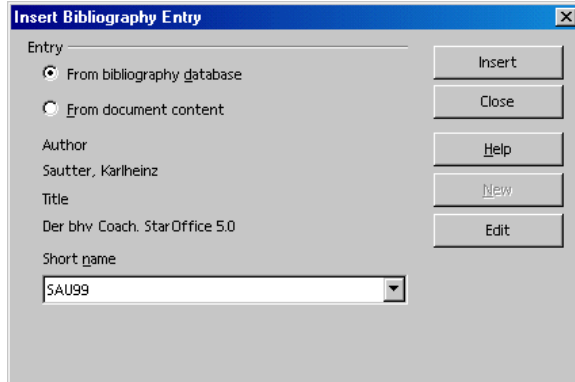 Insert Bibliography Entry
Entry
From bibliography database
From document content
Author
Sautter, Karlheinz
Title
Der bhv Coach. StarOffice 5.0
Short name
SAU99
Insert
Close
Help
New
Edit